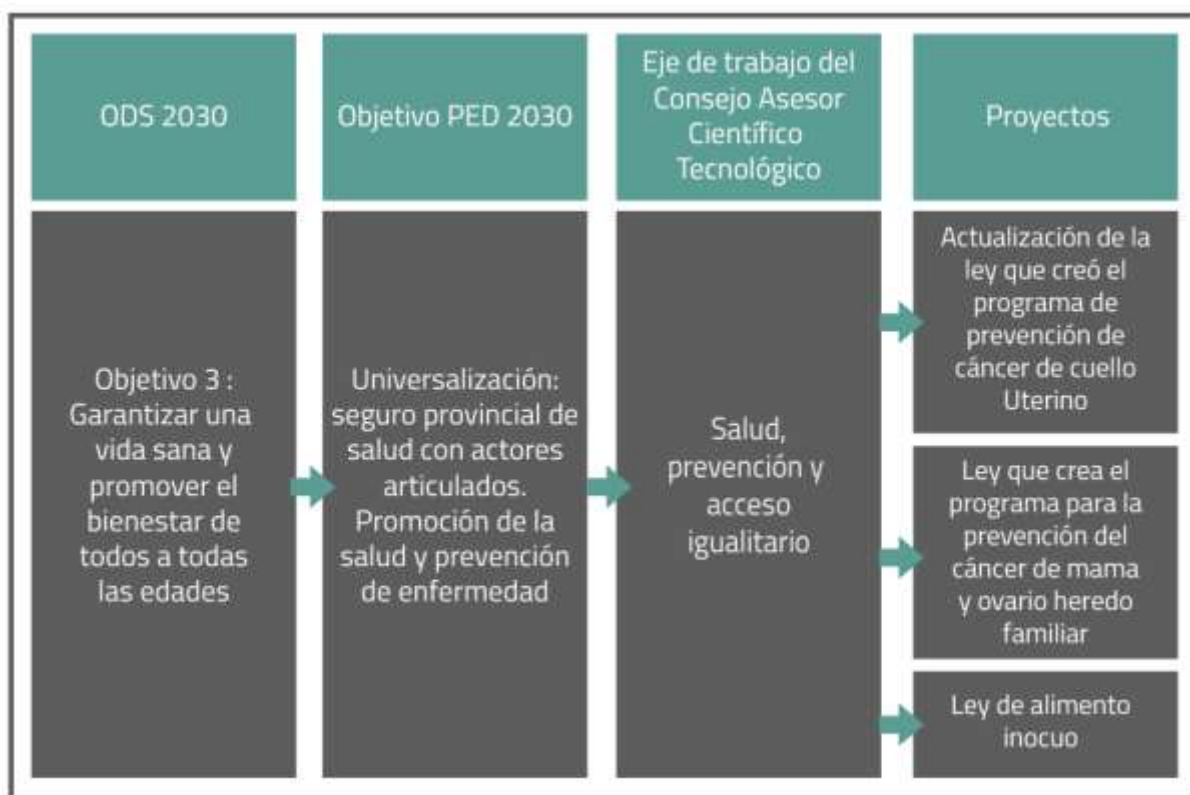 ODS 2030
Objetivo PED 2030
Eje de trabajo del
Consejo Asesor
Científico
Tecnológico
Proyectos
Objetivo 3 :
Garantizar una
vida sana y
promover el
bienestar de
todos a todas
las edades
Universalización:
seguro provincial de
salud con actores
articulados.
Promoción de la
salud y prevención
de enfermedad
Salud,
prevención y
acceso
igualitario
Actualización de la
ley que creó el
programa de
prevención de
cáncer de cuello
Uterino
Ley que crea el
programa para la
prevención del
cáncer de mama
y ovario heredo
familiar
Ley de alimento
inocuo